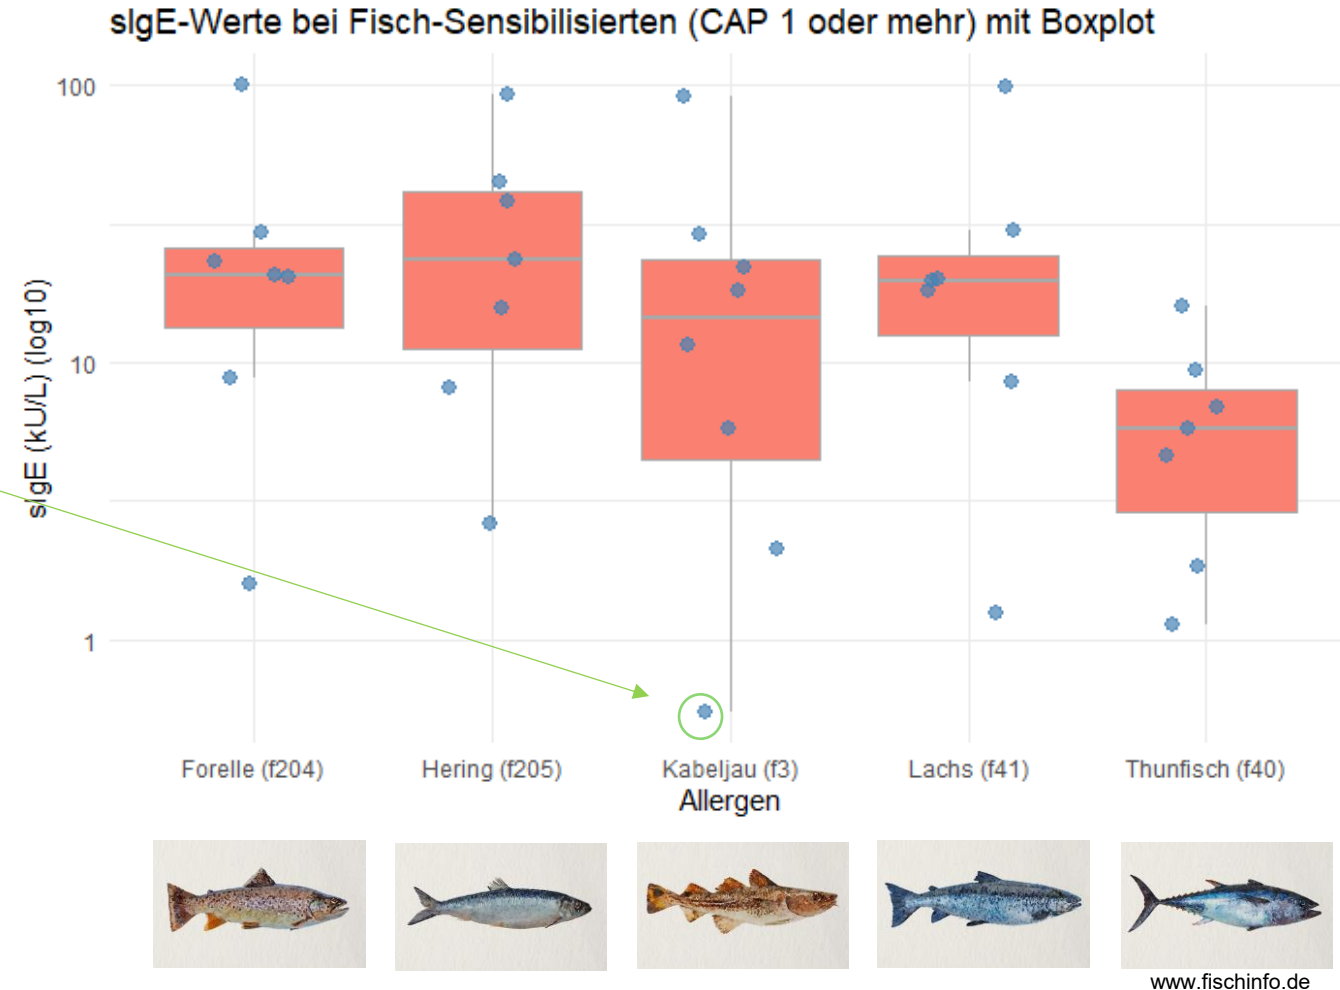 sIgE-Werte bei Fisch-Sensibilisierten (CAP 1 oder mehr) mit Boxplot
sIgE (kU/L) (log10)
100
10
1
Forelle (f204) Hering (f205) Kabeljau (f3) Lachs (f41) Thunfisch (f40)
Allergen
www.fischinfo.de